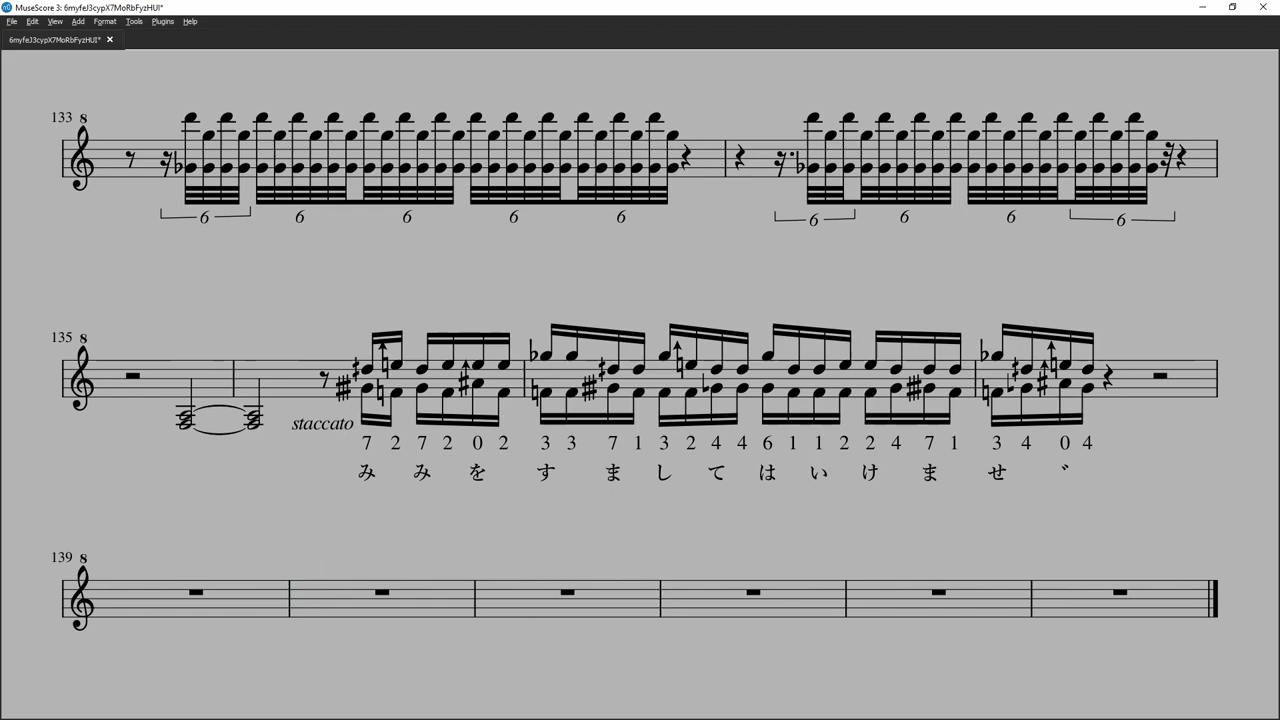 MuseScore 3: 6myfeJ3cypX7MoRbFyzHUI*
File Edit View Add Format Tools Plugins Help
6myfeJ3cypX7MoRbFyzHUI*
133 8
6 6 6 6 6 6 6 6 6
135 8
staccato
7 2 7 2 0 2 3 3 7 1 3 2 4 4 6 1 1 2 2 4 7 1 3 4 0 4
み み を す ま し て は い け ま せ ゛
139 8